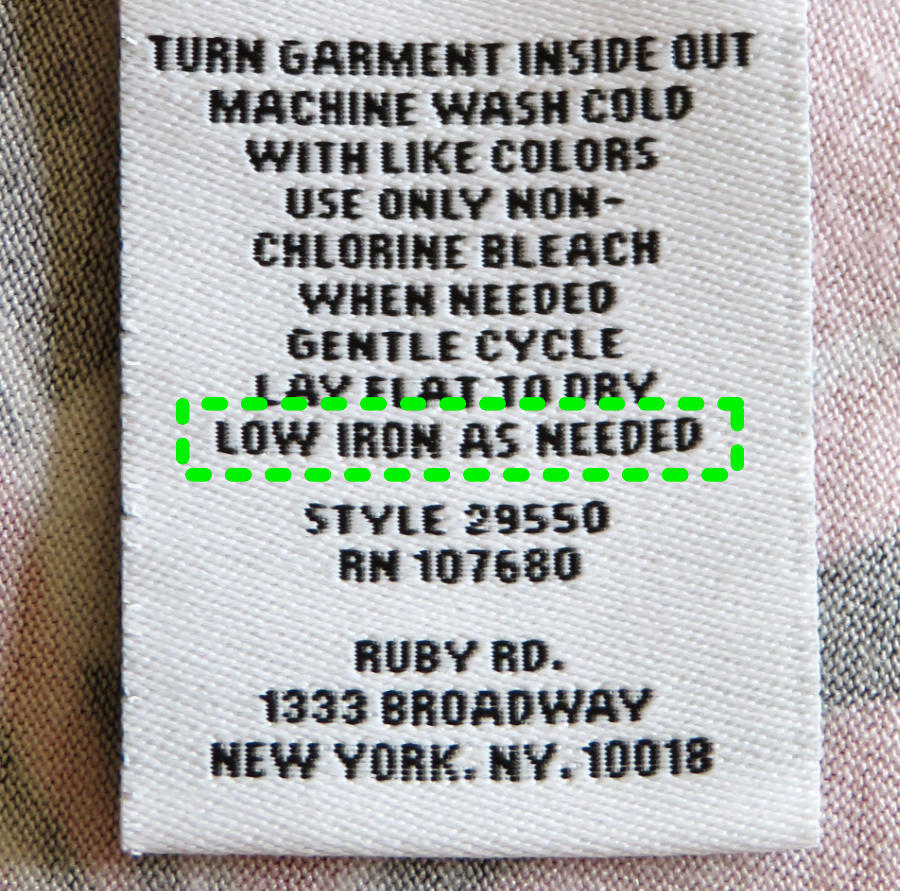 TURN GARMENT INSIDE OUT
MACHINE WASH COLD
WITH LIKE COLORS
USE ONLY NON-
CHLORINE BLEACH
WHEN NEEDED
GENTLE CYCLE
LAY FLAT TO DRY
LOW IRON AS NEEDED
STYLE 29550
RN 107680
RUBY RD.
1333 BROADWAY
NEW YORK. NY. 10018